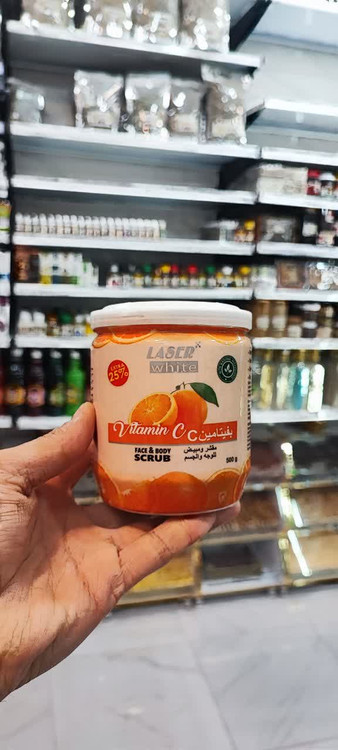 LASER
white
EXTRA
25%
Vitamin C
بفيتامين C
FACE & BODY
SCRUB
مقشر ومبيض
للوجه والجسم
500 g